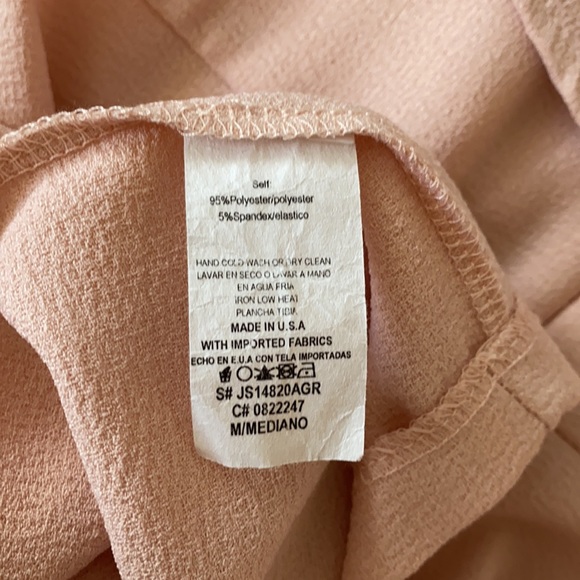 Self:
95%Polyester/polyester
5%Spandex/elastico
HAND COLD WASH OR DRY CLEAN
LAVAR EN SECO O LAVAR A MANO
EN AGUA FRIA
IRON LOW HEAT
PLANCHA TIBIA
MADE IN U.S.A
WITH IMPORTED FABRICS
ECHO EN E.U.A CON TELA IMPORTADAS
S# JS14820AGR
C# 0822247
M/MEDIANO